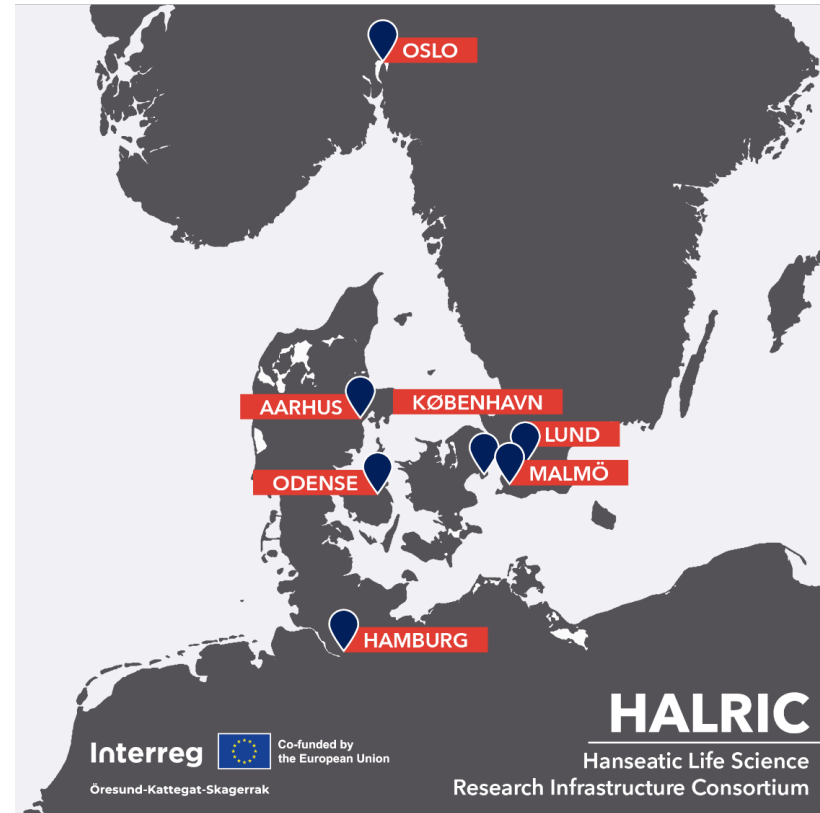 OSLO
AARHUS
KØBENHAVN
LUND
MALMÖ
ODENSE
HAMBURG
HALRIC
Hanseatic Life Science
Research Infrastructure Consortium
Interreg
Co-funded by
the European Union
Öresund-Kattegat-Skagerrak